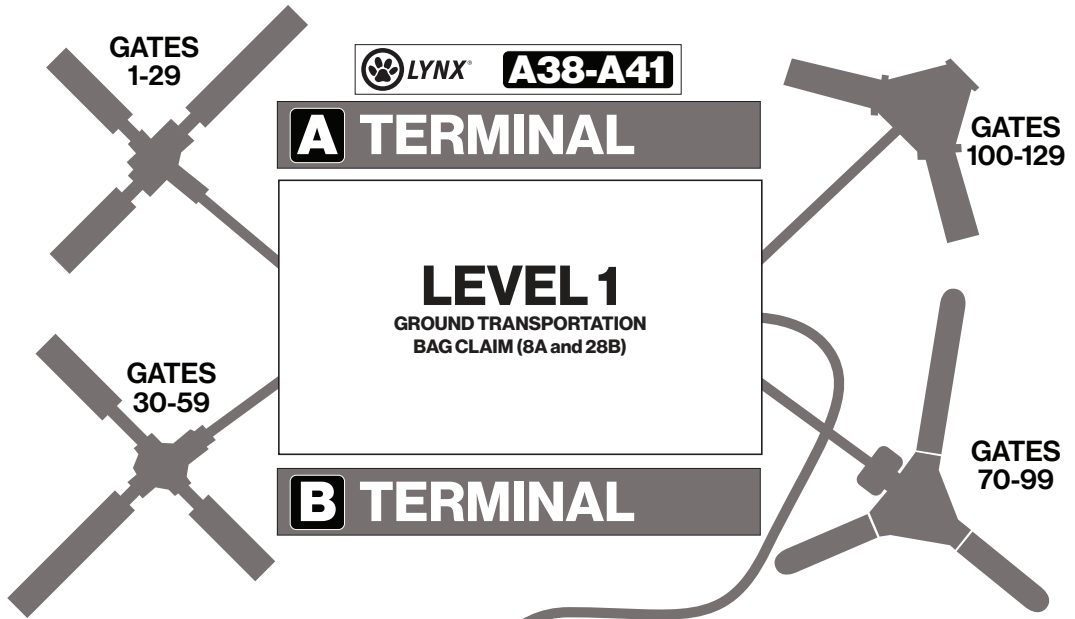 GATES
1-29
LYNX® A38-A41
A TERMINAL
GATES
100-129
LEVEL 1
GROUND TRANSPORTATION
BAG CLAIM (8A and 28B)
GATES
30-59
GATES
70-99
B TERMINAL